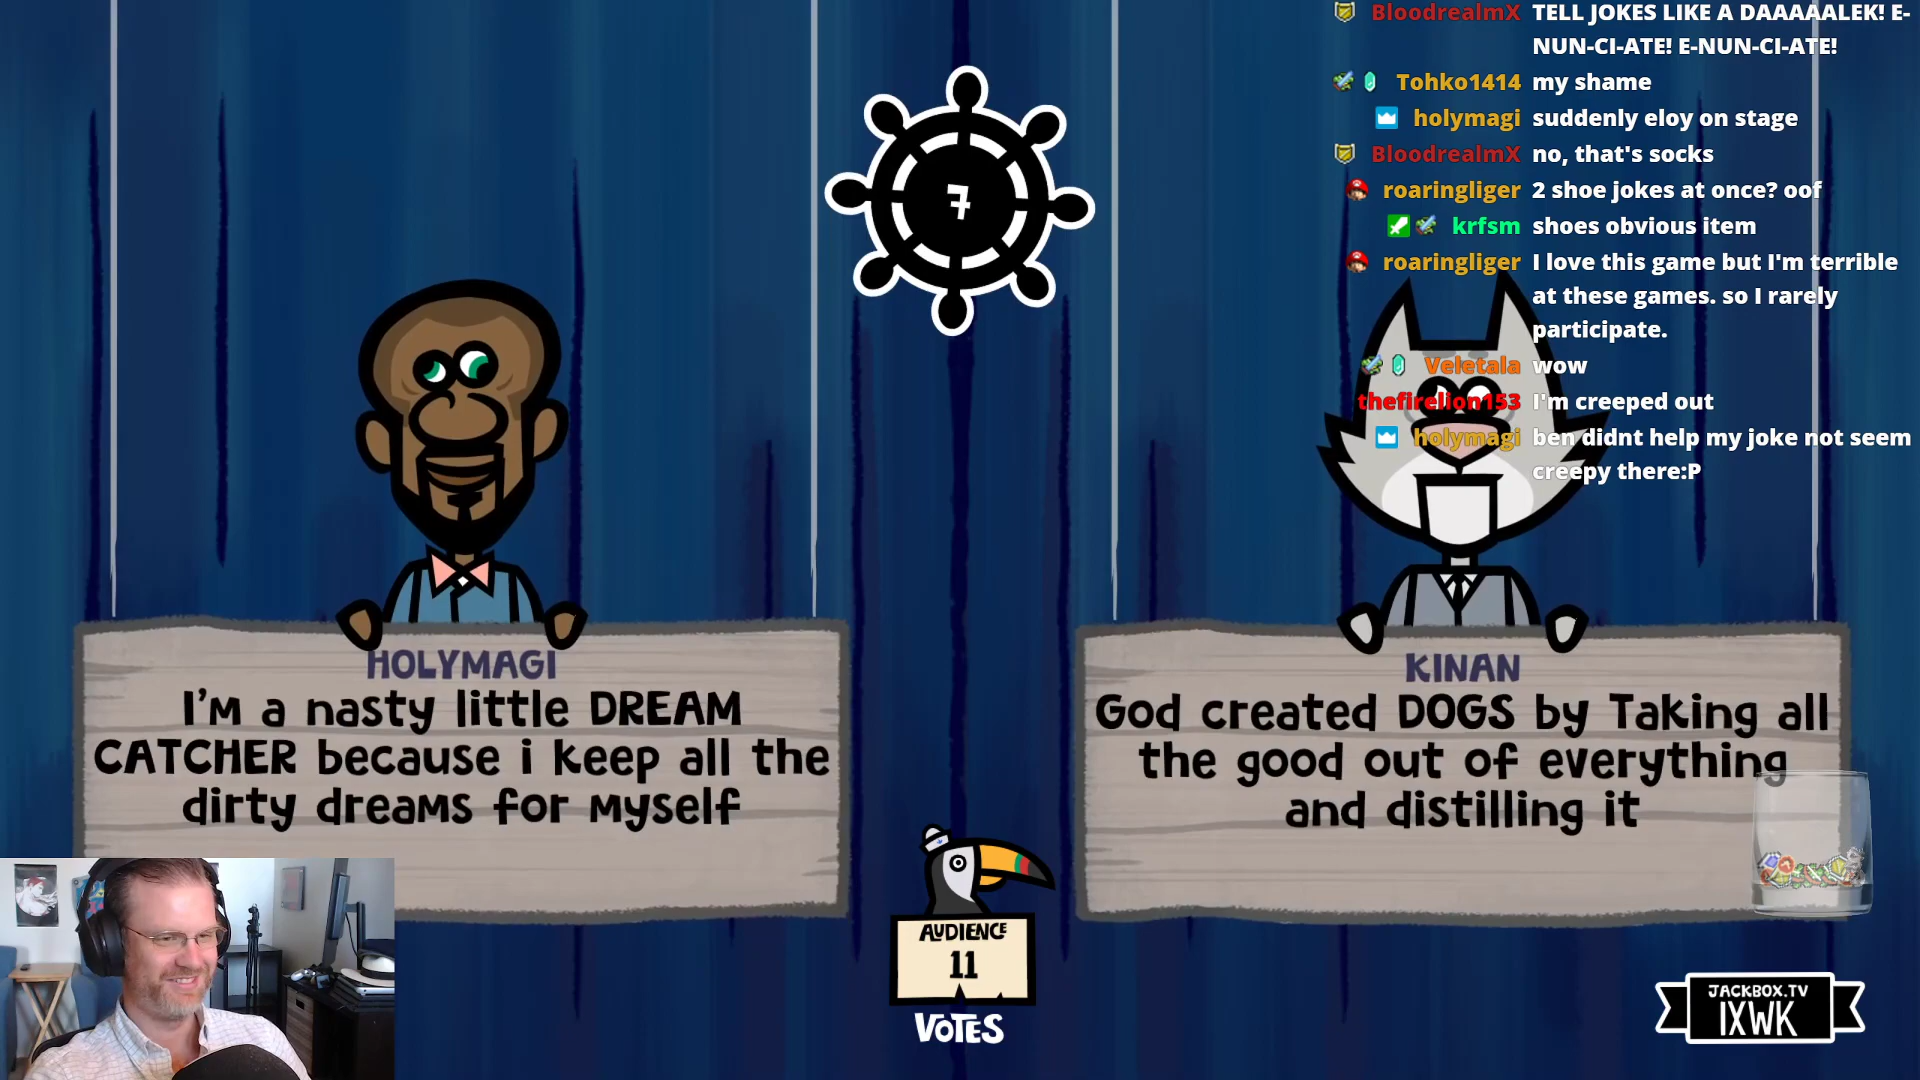 BloodrealmX TELL JOKES LIKE A DAAAAALEK! E-
NUN-CI-ATE! E-NUN-CI-ATE!
Tohko1414 my shame
holymagi suddenly eloy on stage
BloodrealmX no, that's socks
roaringliger 2 shoe jokes at once? oof
krfsm shoes obvious item
roaringliger I love this game but I'm terrible
at these games. so I rarely
participate.
Veletala wow
thefirelion153 I'm creeped out
holymagi ben didnt help my joke not seem
creepy there:P
7
HOLYMAGI
I'M a nasty little DREAM
CATCHER because i keep all the
dirty dreams for myself
KINAN
God created DOGS by Taking all
the good out of everything
and distilling it
AUDIENCE
11
VOTES
JACKBOX.TV
IXWK